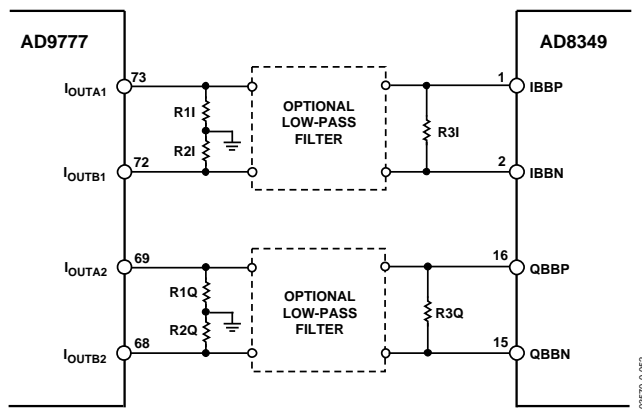 AD9777
AD8349
IOUTA1
73
R1I
R2I
IOUTB1
72
OPTIONAL
LOW-PASS
FILTER
R3I
1
IBBP
2
IBBN
IOUTA2
69
R1Q
R2Q
IOUTB2
68
OPTIONAL
LOW-PASS
FILTER
R3Q
16
QBBP
15
QBBN